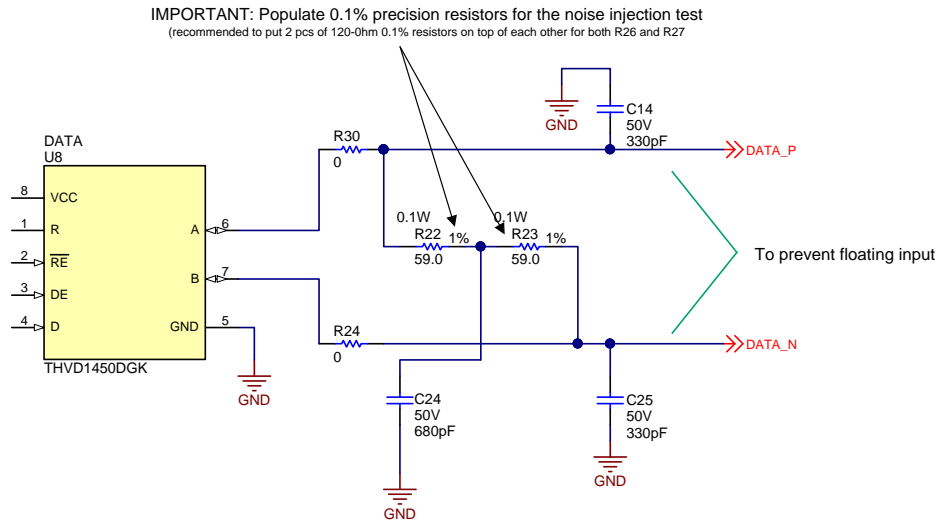 IMPORTANT: Populate 0.1% precision resistors for the noise injection test
(recommended to put 2 pcs of 120-0hm 0.1% resistors on top of each other for both R26 and R27
C14
50V
330pF
GND
DATA
U8
R30
0
DATA_P
8
VCC
1
R
2
RE
3
DE
4
D
A
6
B
7
GND
5
THVD1450DGK
GND
0.1W
R22
1%
59.0
0.1W
R23
1%
59.0
To prevent floating input
R24
0
DATA_N
C24
50V
680pF
GND
C25
50V
330pF
GND